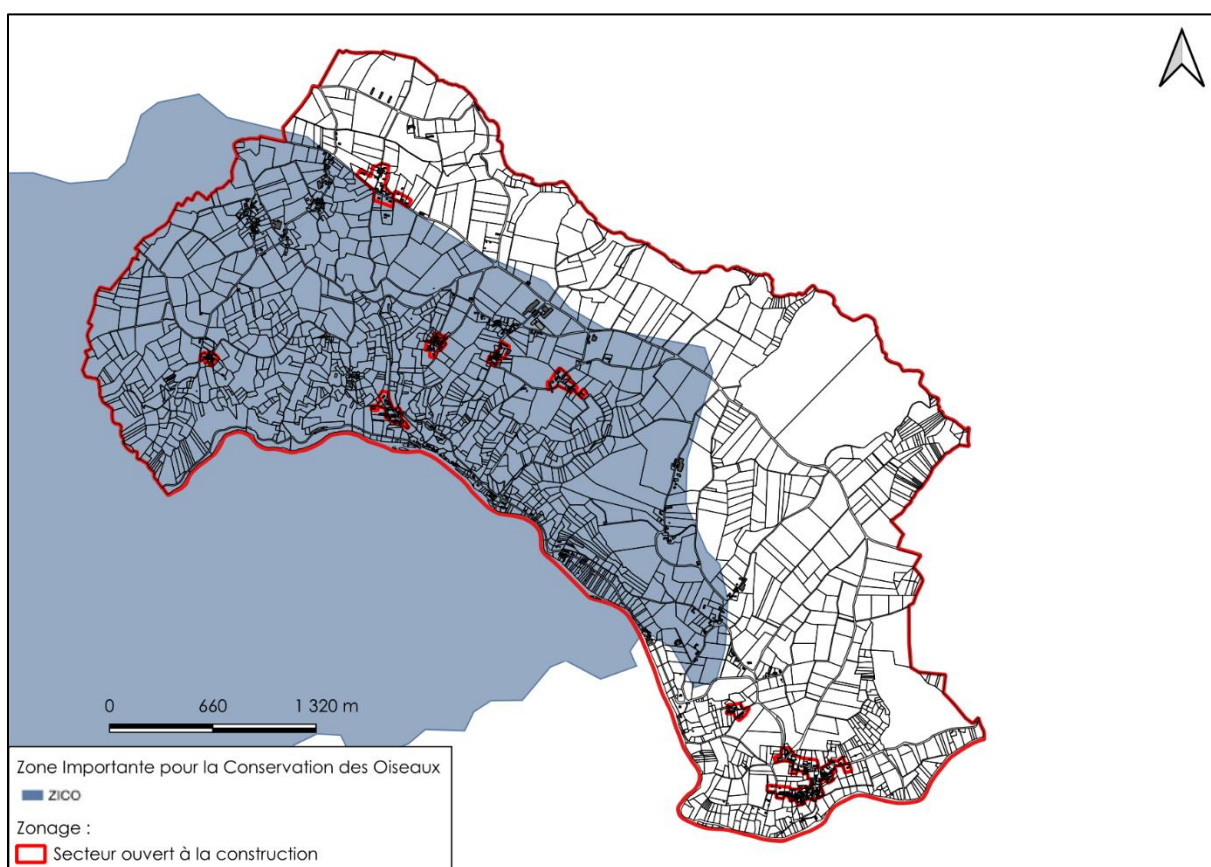 0 660 1 320 m
Zone Importante pour la Conservation des Oiseaux
ZICO
Zonage :
Secteur ouvert à la construction